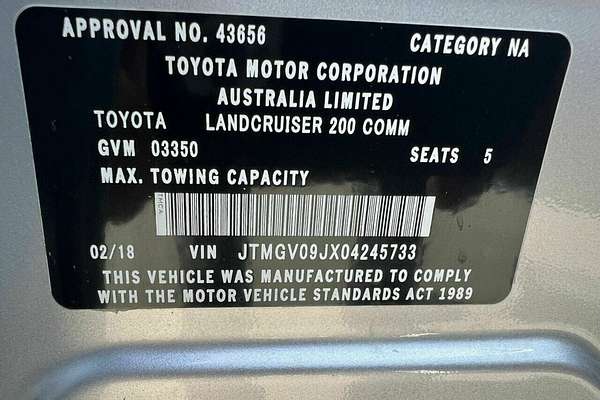 APPROVAL NO. 43656 CATEGORY NA
TOYOTA MOTOR CORPORATION
AUSTRALIA LIMITED
TOYOTA LANDCRUISER 200 COMM
GVM 03350 SEATS 5
MAX. TOWING CAPACITY
THCA
02/18 VIN JTMGV09JX04245733
THIS VEHICLE WAS MANUFACTURED TO COMPLY
WITH THE MOTOR VEHICLE STANDARDS ACT 1989